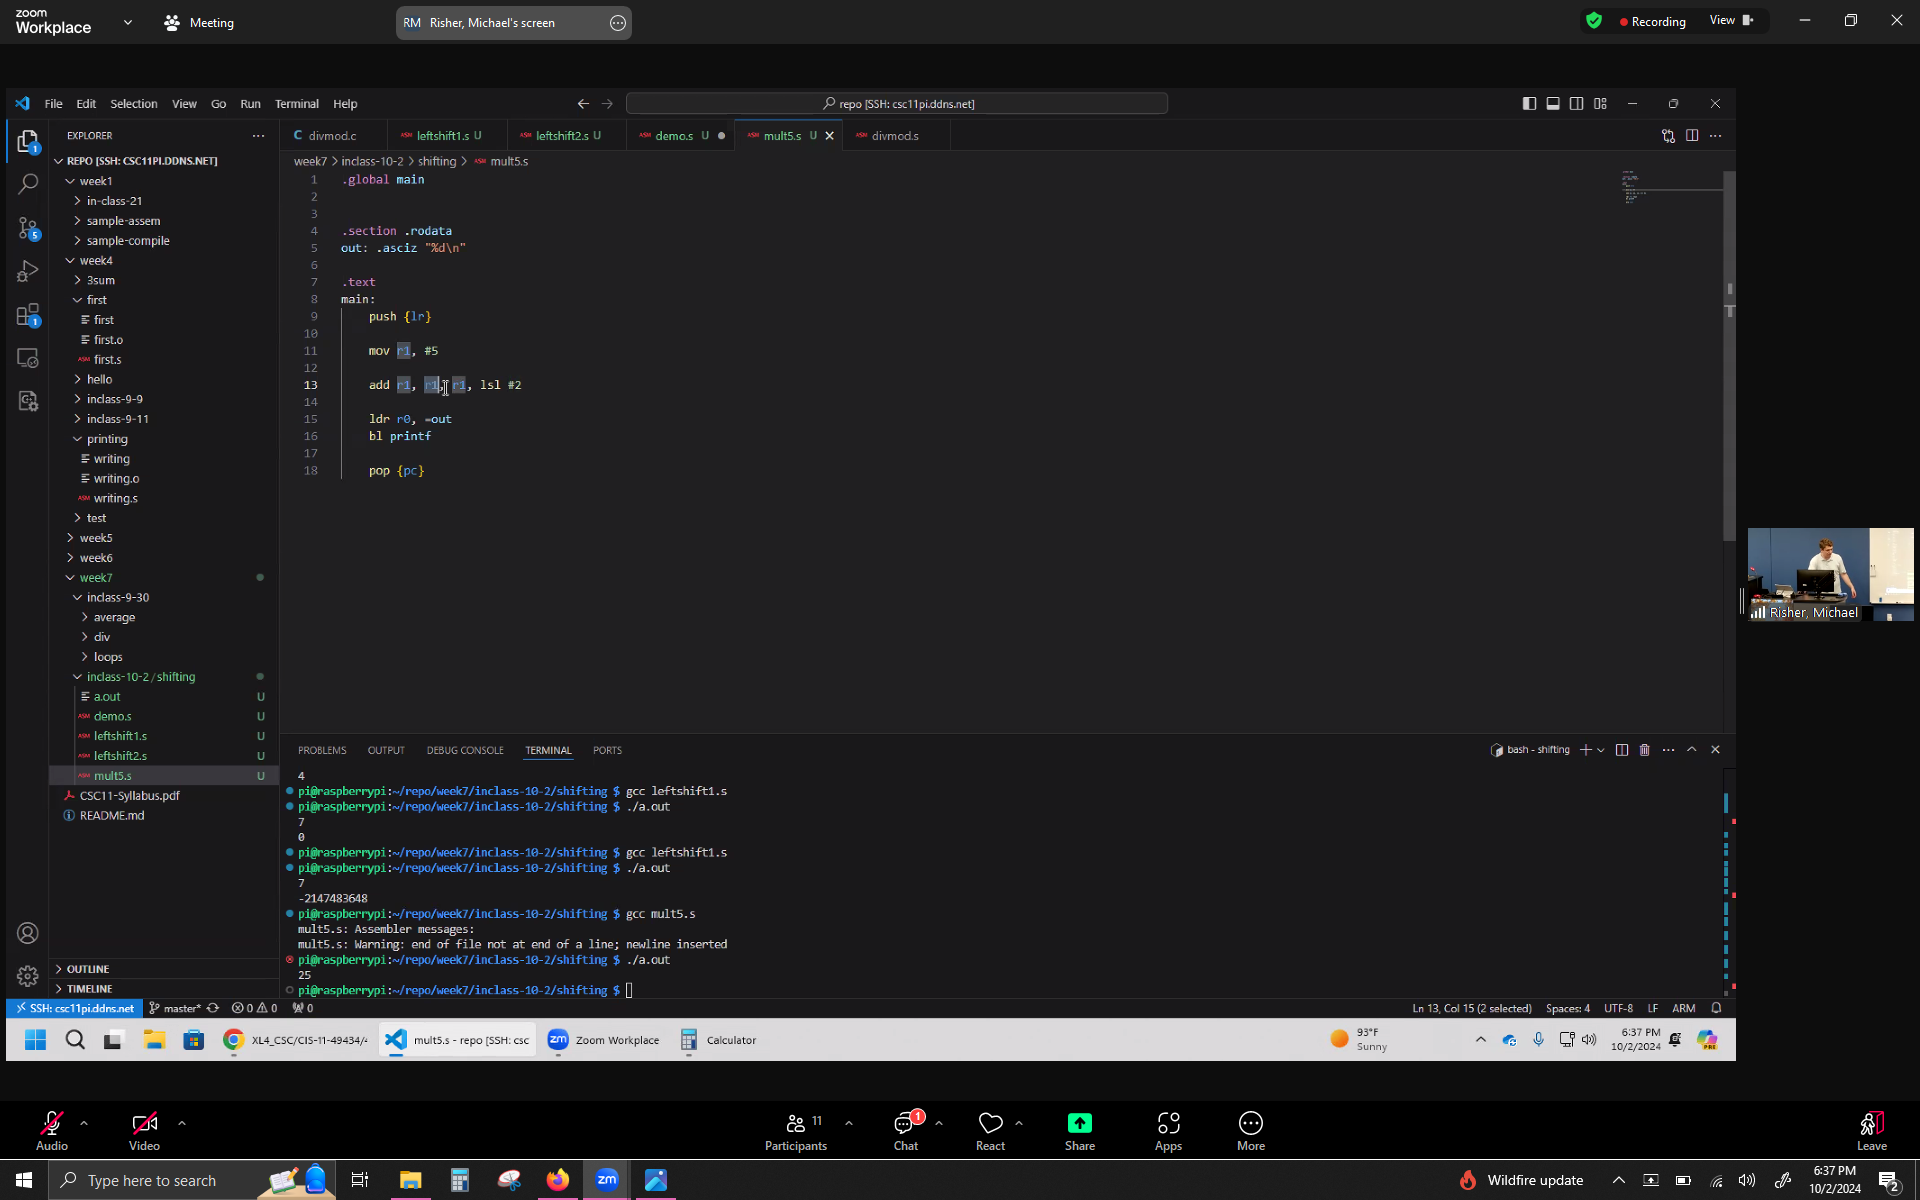 zoom
Workplace
Meeting
RM Risher, Michael's screen
Recording
View
File Edit Selection View Go Run Terminal Help
repo [SSH: csc11pi.ddns.net]
EXPLORER
REPO [SSH: CSC11PI.DDNS.NET]
week1
in-class-21
sample-assem
sample-compile
week4
3sum
first
first
first.o
first.s
hello
inclass-9-9
inclass-9-11
printing
writing
writing.o
writing.s
test
week5
week6
week7
inclass-9-30
average
div
loops
inclass-10-2 / shifting
a.out U
demo.s U
leftshift1.s U
leftshift2.s U
mult5.s U
CSC11-Syllabus.pdf
README.md
OUTLINE
TIMELINE
C divmod.c
leftshift1.s U
leftshift2.s U
demo.s U
mult5.s U
divmod.s
week7 > inclass-10-2 > shifting > mult5.s
1 .global main
2
3
4 .section .rodata
5 out: .asciz "%d\n"
6
7 .text
8 main:
9 push {lr}
10
11 mov r1, #5
12
13 add r1, r1, r1, lsl #2
14
15 ldr r0, =out
16 bl printf
17
18 pop {pc}
PROBLEMS OUTPUT DEBUG CONSOLE TERMINAL PORTS
bash - shifting
4
pi@raspberrypi:~/repo/week7/inclass-10-2/shifting $ gcc leftshift1.s
pi@raspberrypi:~/repo/week7/inclass-10-2/shifting $ ./a.out
7
0
pi@raspberrypi:~/repo/week7/inclass-10-2/shifting $ gcc leftshift1.s
pi@raspberrypi:~/repo/week7/inclass-10-2/shifting $ ./a.out
7
-2147483648
pi@raspberrypi:~/repo/week7/inclass-10-2/shifting $ gcc mult5.s
mult5.s: Assembler messages:
mult5.s: Warning: end of file not at end of a line; newline inserted
pi@raspberrypi:~/repo/week7/inclass-10-2/shifting $ ./a.out
25
pi@raspberrypi:~/repo/week7/inclass-10-2/shifting $
SSH: csc11pi.ddns.net master* 0 0 0
Ln 13, Col 15 (2 selected) Spaces: 4 UTF-8 LF ARM
XL4_CSC/CIS-11-49434/4
mult5.s - repo [SSH: csc
Zoom Workplace
Calculator
93°F
Sunny
6:37 PM
10/2/2024
Risher, Michael
Audio
Video
11
Participants
1
Chat
React
Share
Apps
More
Leave
Type here to search
zm
Wildfire update
6:37 PM
10/2/2024
2